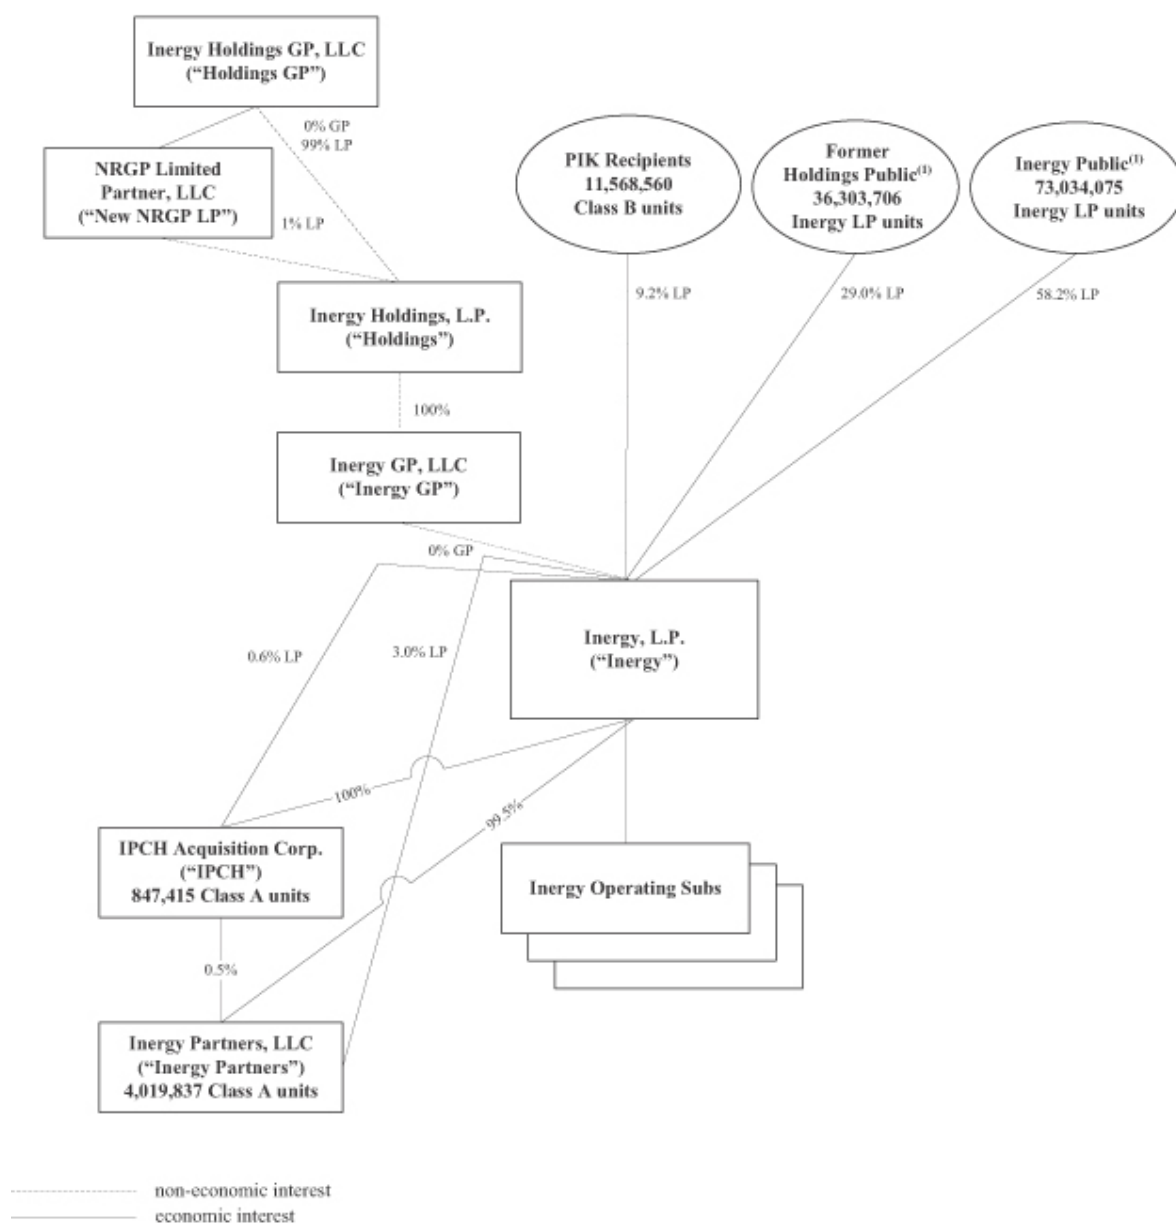 Inergy Holdings GP, LLC
(“Holdings GP”)
0% GP
99% LP
NRGP Limited
Partner, LLC
(“New NRGP LP”)
1% LP
PIK Recipients
11,568,560
Class B units
Former
Holdings Public(1)
36,303,706
Inergy LP units
Inergy Public(1)
73,034,075
Inergy LP units
9.2% LP
29.0% LP
58.2% LP
Inergy Holdings, L.P.
(“Holdings”)
100%
Inergy GP, LLC
(“Inergy GP”)
0% GP
0.6% LP
3.0% LP
Inergy, L.P.
(“Inergy”)
100%
99.5%
IPCH Acquisition Corp.
(“IPCH”)
847,415 Class A units
Inergy Operating Subs
0.5%
Inergy Partners, LLC
(“Inergy Partners”)
4,019,837 Class A units
non-economic interest
economic interest